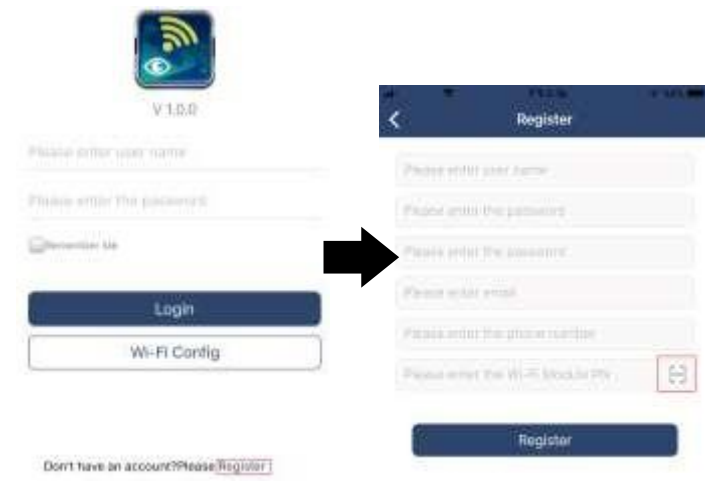 V 1.0.0
Please enter user name
Please enter the password
Remember Me
Login
Wi-Fi Config
Don't have an account?Please Register !
Register
Please enter user name
Please enter the password
Please enter the password
Please enter email
Please enter the phone number
Please enter the Wi-Fi Module PN
Register